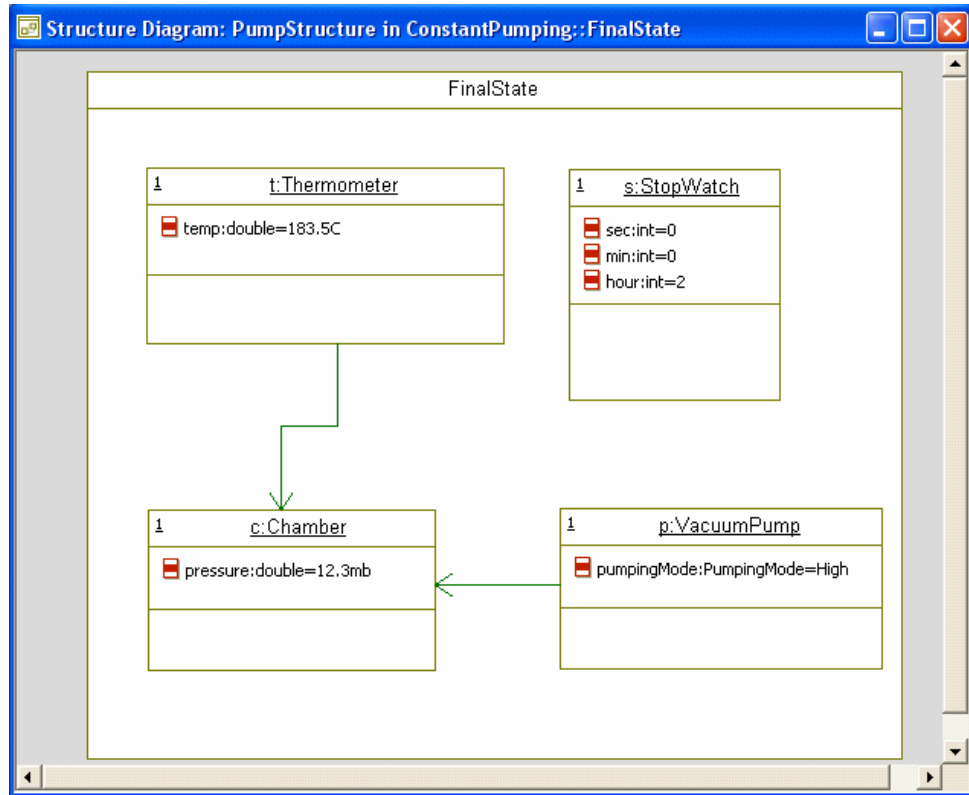 Structure Diagram: PumpStructure in ConstantPumping::FinalState
FinalState
1 t:Thermometer
temp:double=183.5C
1 s:StopWatch
sec:int=0
min:int=0
hour:int=2
1 c:Chamber
pressure:double=12.3mb
1 p:VacuumPump
pumpingMode:PumpingMode=High